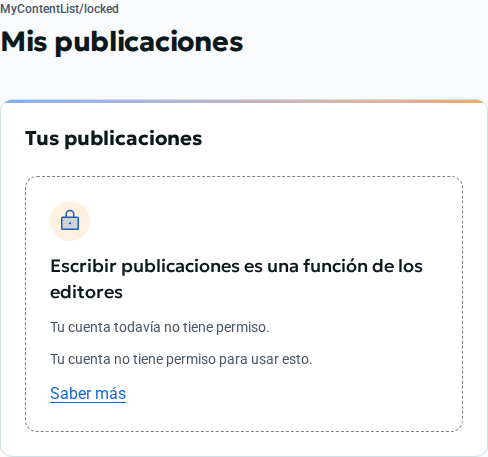 MyContentList/locked
Mis publicaciones
Tus publicaciones
Escribir publicaciones es una función de los
editores
Tu cuenta todavía no tiene permiso.
Tu cuenta no tiene permiso para usar esto.
Saber más